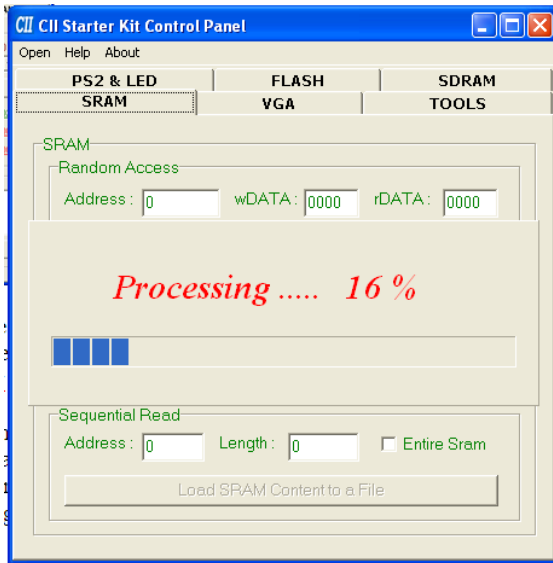 CII CII Starter Kit Control Panel
Open Help About
PS2 & LED FLASH SDRAM
SRAM VGA TOOLS
SRAM
Random Access
Address : 0 wDATA : 0000 rDATA : 0000
Processing ..... 16 %
Sequential Read
Address : 0 Length : 0 Entire Sram
Load SRAM Content to a File